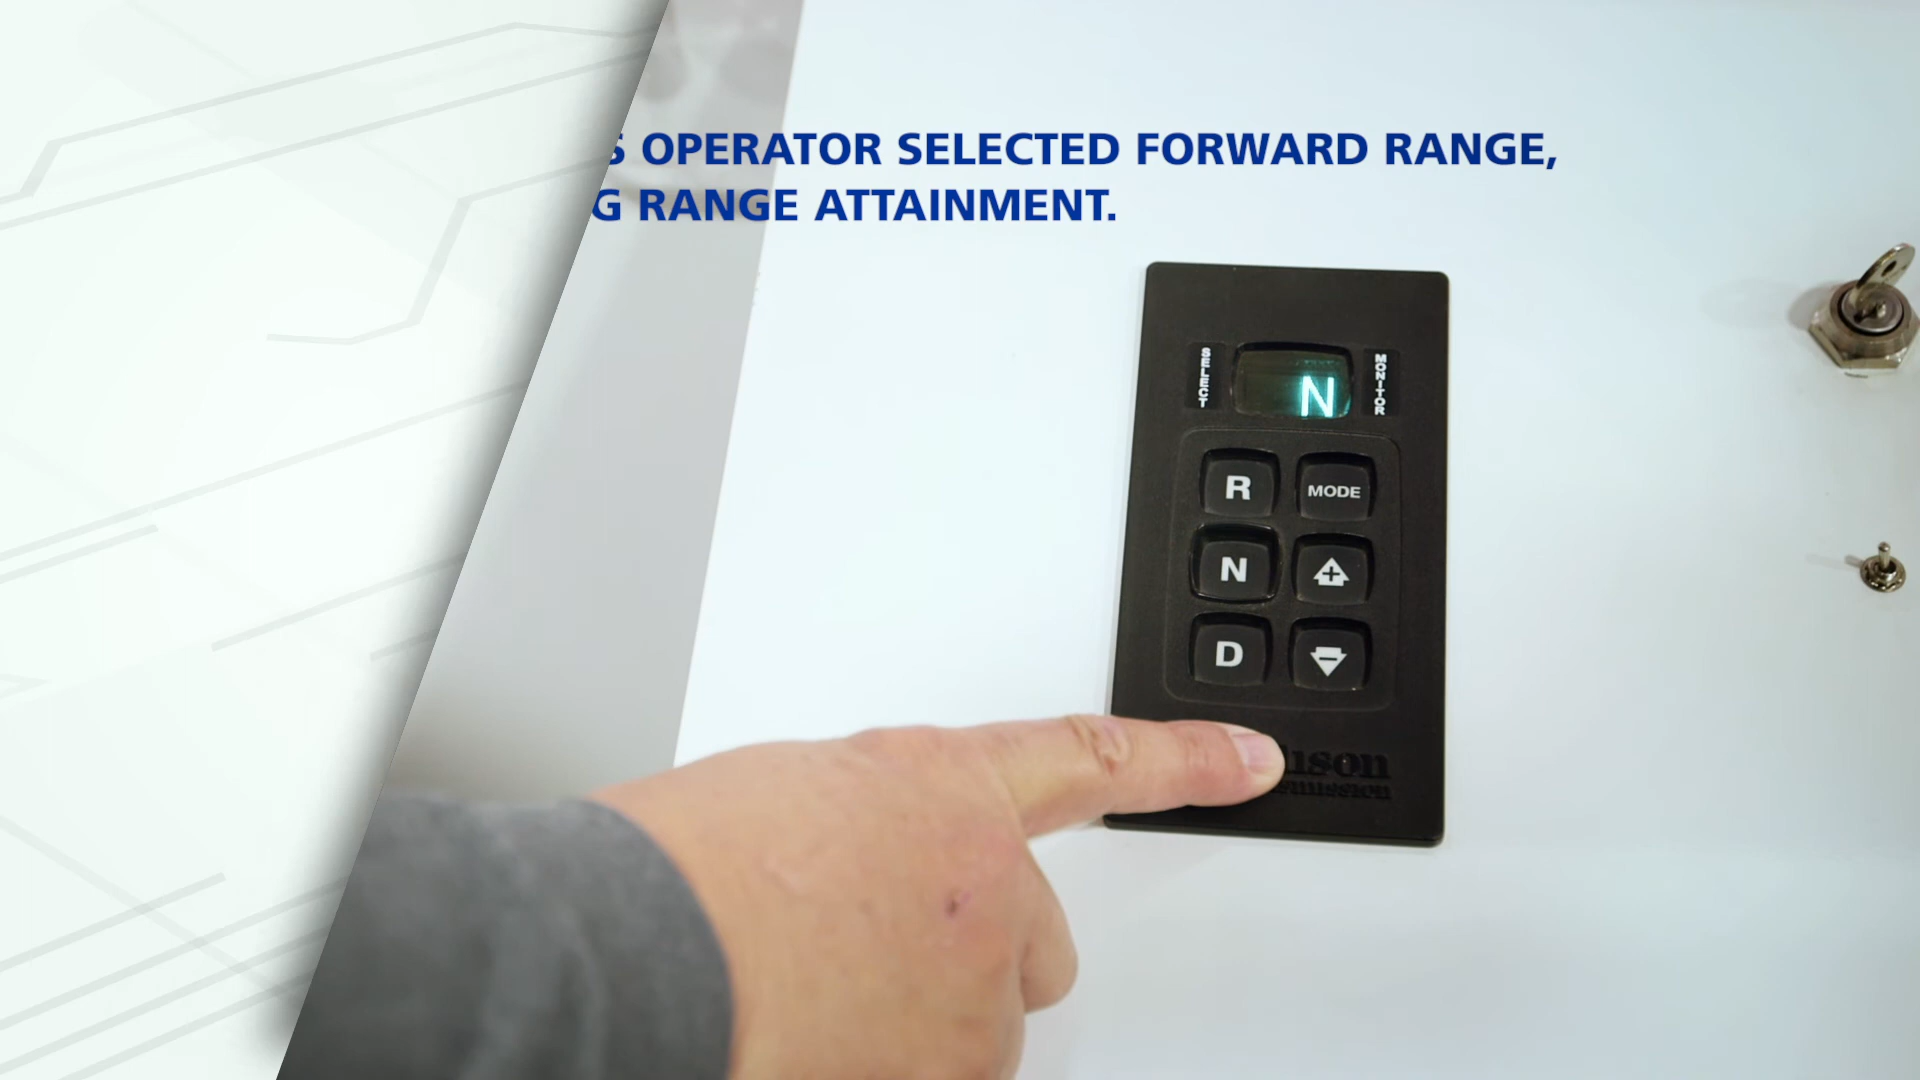 OPERATOR SELECTED FORWARD RANGE,
RANGE ATTAINMENT.
SELECT
N
MONITOR
R
MODE
N
D